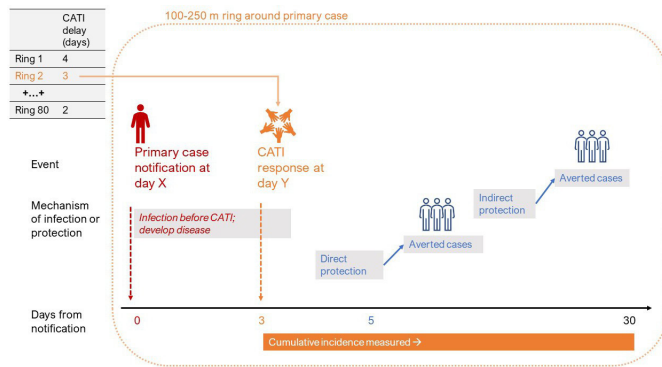 CATI
delay
(days)
Ring 1 4
Ring 2 3
+…+
Ring 80 2
100-250 m ring around primary case
Event
Primary case
notification at
day X
CATI
response at
day Y
Averted cases
Indirect
protection
Mechanism
of infection or
protection
Infection before CATI;
develop disease
Averted cases
Direct
protection
Days from
notification
0 3 5 30
Cumulative incidence measured →